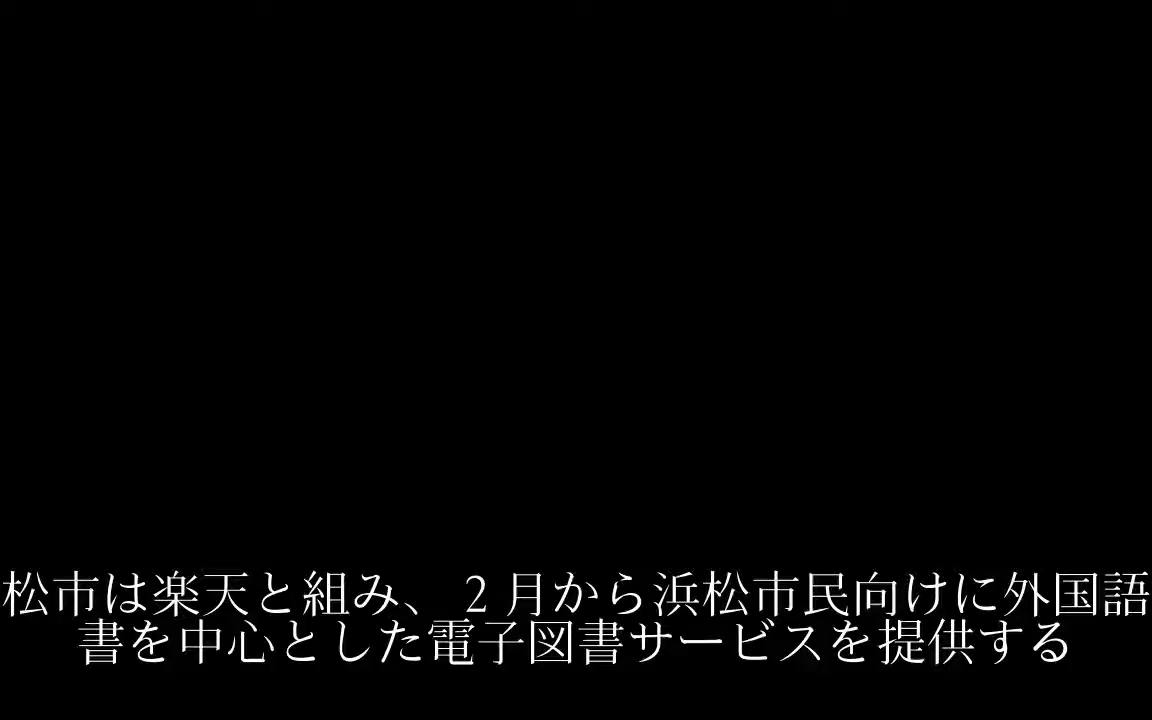 松市は楽天と組み、２月から浜松市民向けに外国語
書を中心とした電子図書サービスを提供する